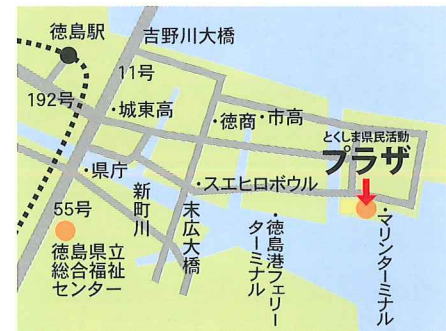 徳島駅
吉野川大橋
11号
192号
・城東高
・徳商・市高
とくしま県民活動
プラザ
・県庁
・スエヒロボウル
新町川
末広大橋
・徳島港フェリー
ターミナル
・マリンターミナル
55号
徳島県立
総合福祉
センター